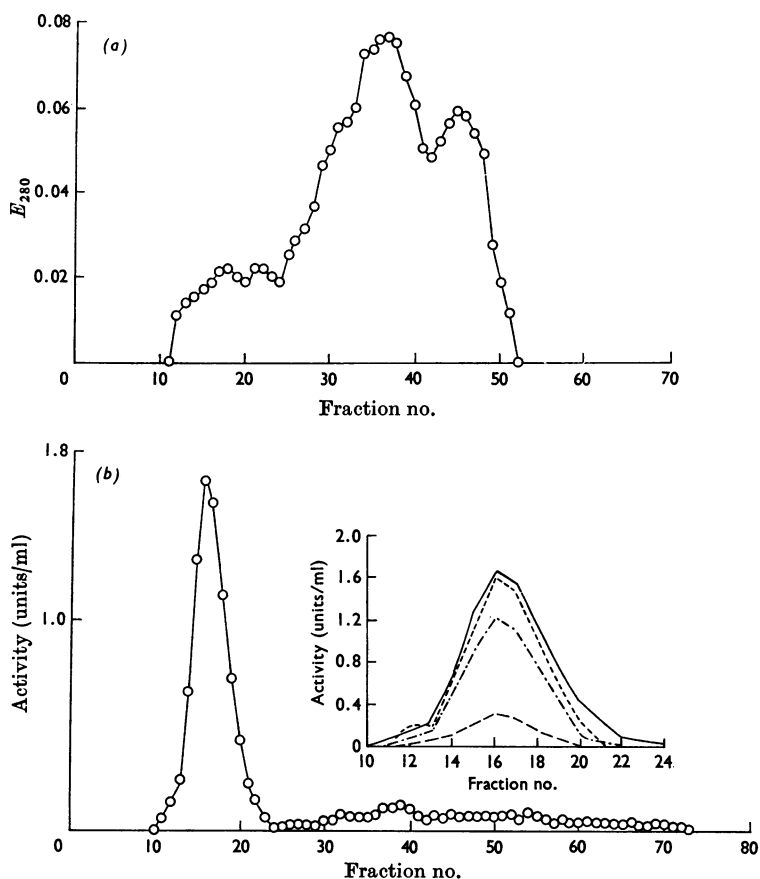 (a)
0.08
0.06
0.04
0.02
E280
0 10 20 30 40 50 60 70
Fraction no.
(b)
1.8
1.0
Activity (units/ml)
2.0
1.6
1.2
0.8
0.4
0
Activity (units/ml)
10 12 14 16 18 20 22 24
Fraction no.
0 10 20 30 40 50 60 70 80
Fraction no.